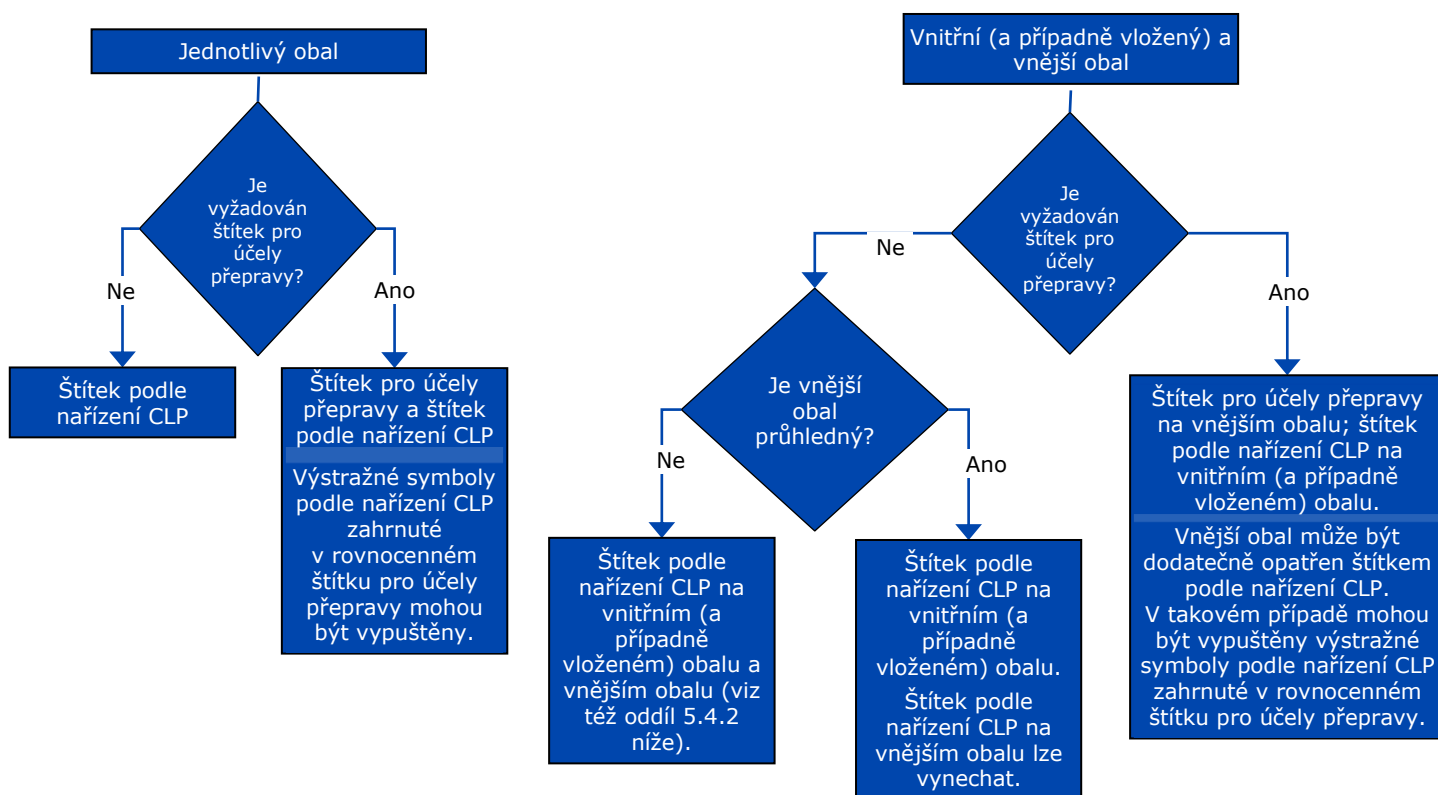 Jednotlivý obal
Je
vyžadován
štítek pro
účely
přepravy?
Ne
Ano
Štítek podle
nařízení CLP
Štítek pro účely
přepravy a štítek
podle nařízení CLP
Výstražné symboly
podle nařízení CLP
zahrnuté
v rovnocenném
štítku pro účely
přepravy mohou
být vypuštěny.
Vnitřní (a případně vložený) a
vnější obal
Je
vyžadován
štítek pro
účely
přepravy?
Ne
Ano
Je vnější
obal
průhledný?
Ne
Ano
Štítek podle
nařízení CLP na
vnitřním (a
případně
vloženém) obalu a
vnějším obalu (viz
též oddíl 5.4.2
níže).
Štítek podle
nařízení CLP na
vnitřním (a
případně
vloženém) obalu.
Štítek podle
nařízení CLP na
vnějším obalu lze
vynechat.
Štítek pro účely přepravy
na vnějším obalu; štítek
podle nařízení CLP na
vnitřním (a případně
vloženém) obalu.
Vnější obal může být
dodatečně opatřen štítkem
podle nařízení CLP.
V takovém případě mohou
být vypuštěny výstražné
symboly podle nařízení CLP
zahrnuté v rovnocenném
štítku pro účely přepravy.